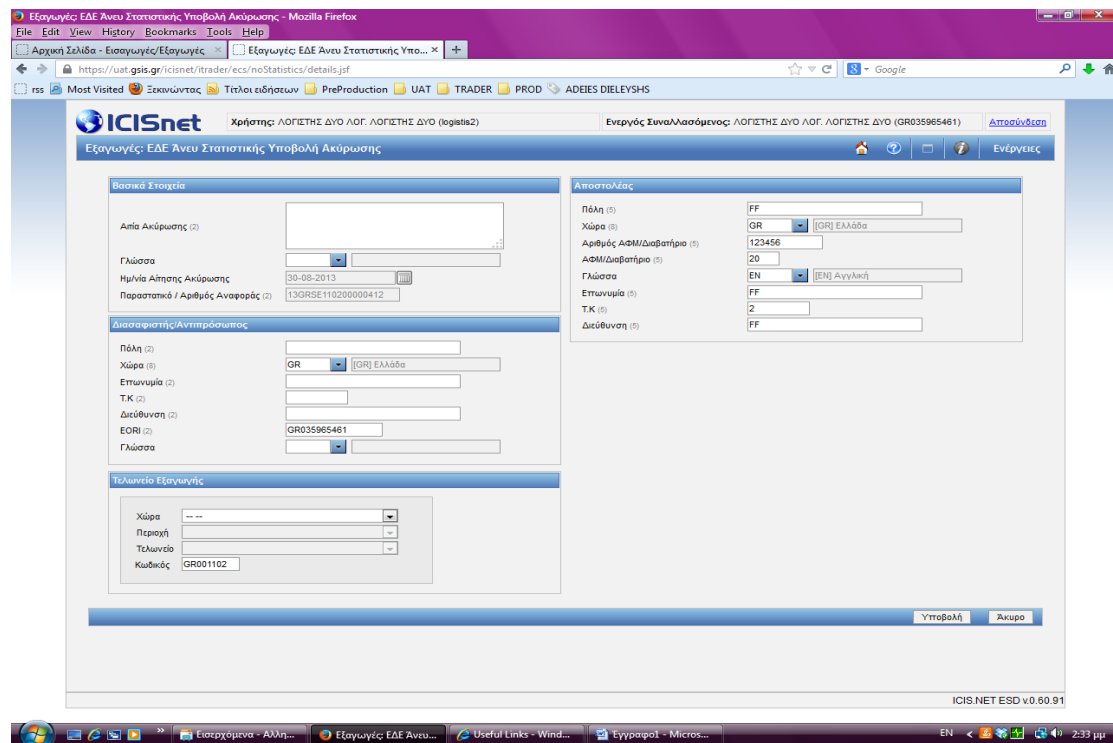 Εξαγωγές: ΕΔΕ Άνευ Στατιστικής Υποβολή Ακύρωσης - Mozilla Firefox
File Edit View History Bookmarks Tools Help
Αρχική Σελίδα - Εισαγωγές/Εξαγωγές × Εξαγωγές: ΕΔΕ Άνευ Στατιστικής Υπο... × +
https://uat.gsis.gr/icisnet/itrader/ecs/noStatistics/details.jsf Google
rss Most Visited Ξεκινώντας Τίτλοι ειδήσεων PreProduction UAT TRADER PROD ADEIES DIELEYSHS
ICISnet Χρήστης: ΛΟΓΙΣΤΗΣ ΔΥΟ ΛΟΓ. ΛΟΓΙΣΤΗΣ ΔΥΟ (logistis2) Ενεργός Συναλλασόμενος: ΛΟΓΙΣΤΗΣ ΔΥΟ ΛΟΓ. ΛΟΓΙΣΤΗΣ ΔΥΟ (GR035965461) Αποσύνδεση
Εξαγωγές: ΕΔΕ Άνευ Στατιστικής Υποβολή Ακύρωσης Ενέργειες
Βασικά Στοιχεία
Αιτία Ακύρωσης (2)
Γλώσσα
Ημ/νία Αίτησης Ακύρωσης 30-08-2013
Παραστατικό / Αριθμός Αναφοράς (2) 13GRSE110200000412
Διασαφιστής/Αντιπρόσωπος
Πόλη (2)
Χώρα (8) GR [GR] Ελλάδα
Επωνυμία (2)
Τ.Κ (2)
Διεύθυνση (2)
EORI (2) GR035965461
Γλώσσα
Τελωνείο Εξαγωγής
Χώρα -- --
Περιοχή
Τελωνείο
Κωδικός GR001102
Αποστολέας
Πόλη (5) FF
Χώρα (8) GR [GR] Ελλάδα
Αριθμός ΑΦΜ/Διαβατήριο (5) 123456
ΑΦΜ/Διαβατήριο (5) 20
Γλώσσα EN [EN] Αγγλική
Επωνυμία (5) FF
Τ.Κ (5) 2
Διεύθυνση (5) FF
Υποβολή Άκυρο
ICIS.NET ESD v.0.60.91
Εισερχόμενα - Αλλη... Εξαγωγές: ΕΔΕ Άνευ... Useful Links - Wind... Έγγραφο1 - Micros... EN 2:33 μμ